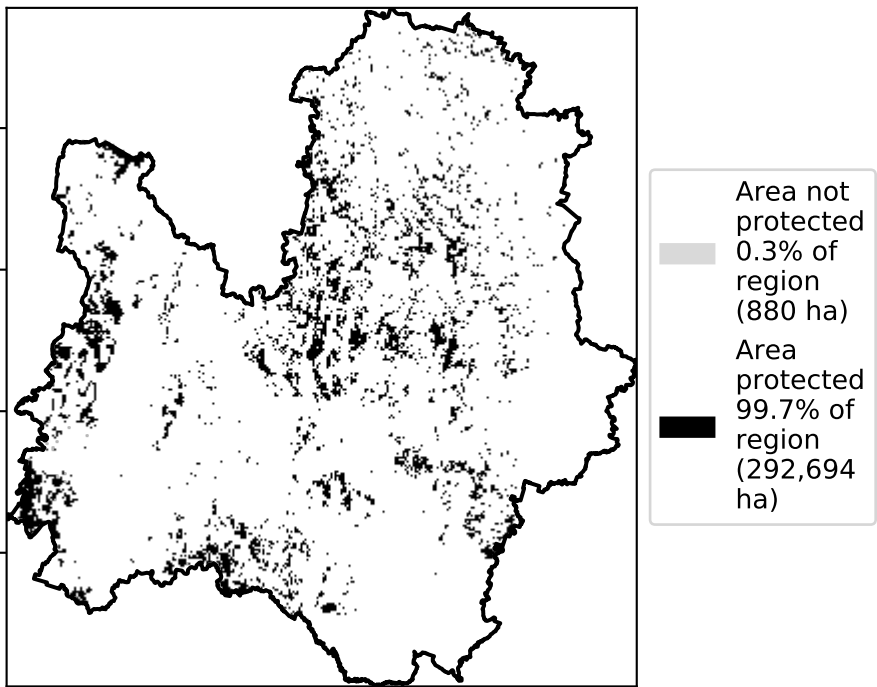 Area not
protected
0.3% of
region
(880 ha)
Area
protected
99.7% of
region
(292,694
ha)